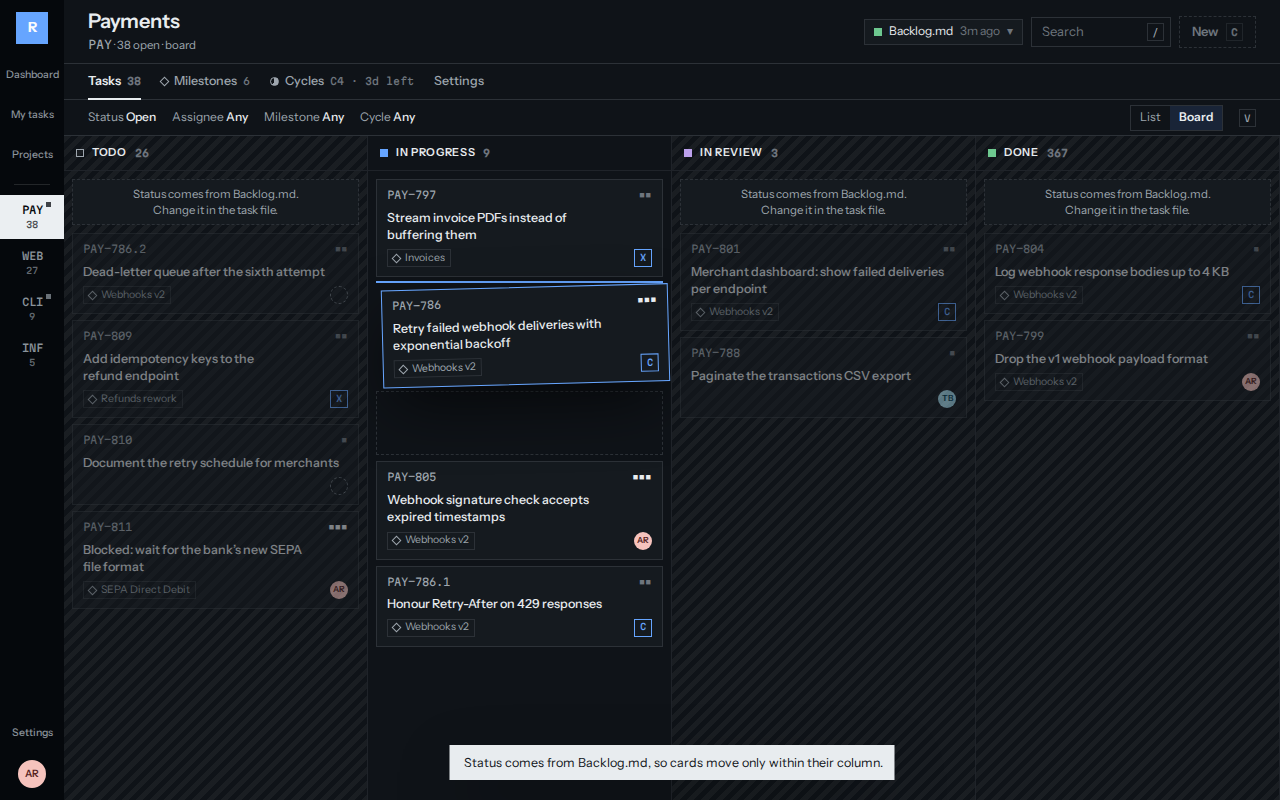 R
Dashboard
My tasks
Projects
PAY
38
WEB
27
CLI
9
INF
5
Settings
AR
Payments
PAY · 38 open · board
Backlog.md 3m ago ▾
Search /
New C
Tasks 38
Milestones 6
Cycles C4 · 3d left
Settings
Status Open
Assignee Any
Milestone Any
Cycle Any
List
Board
V
TODO 26
Status comes from Backlog.md.
Change it in the task file.
PAY-786.2
Dead-letter queue after the sixth attempt
Webhooks v2
PAY-809
Add idempotency keys to the
refund endpoint
Refunds rework
X
PAY-810
Document the retry schedule for merchants
PAY-811
Blocked: wait for the bank's new SEPA
file format
SEPA Direct Debit
AR
IN PROGRESS 9
PAY-797
Stream invoice PDFs instead of
buffering them
Invoices
X
PAY-786
Retry failed webhook deliveries with
exponential backoff
Webhooks v2
C
PAY-805
Webhook signature check accepts
expired timestamps
Webhooks v2
AR
PAY-786.1
Honour Retry-After on 429 responses
Webhooks v2
C
IN REVIEW 3
Status comes from Backlog.md.
Change it in the task file.
PAY-801
Merchant dashboard: show failed deliveries
per endpoint
Webhooks v2
C
PAY-788
Paginate the transactions CSV export
TB
DONE 367
Status comes from Backlog.md.
Change it in the task file.
PAY-804
Log webhook response bodies up to 4 KB
Webhooks v2
C
PAY-799
Drop the v1 webhook payload format
Webhooks v2
AR
Status comes from Backlog.md, so cards move only within their column.